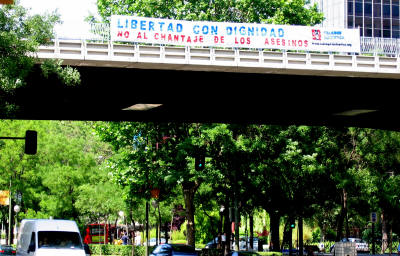 LIBERTAD CON DIGNIDAD
NO AL CHANTAJE DE LOS ASESINOS